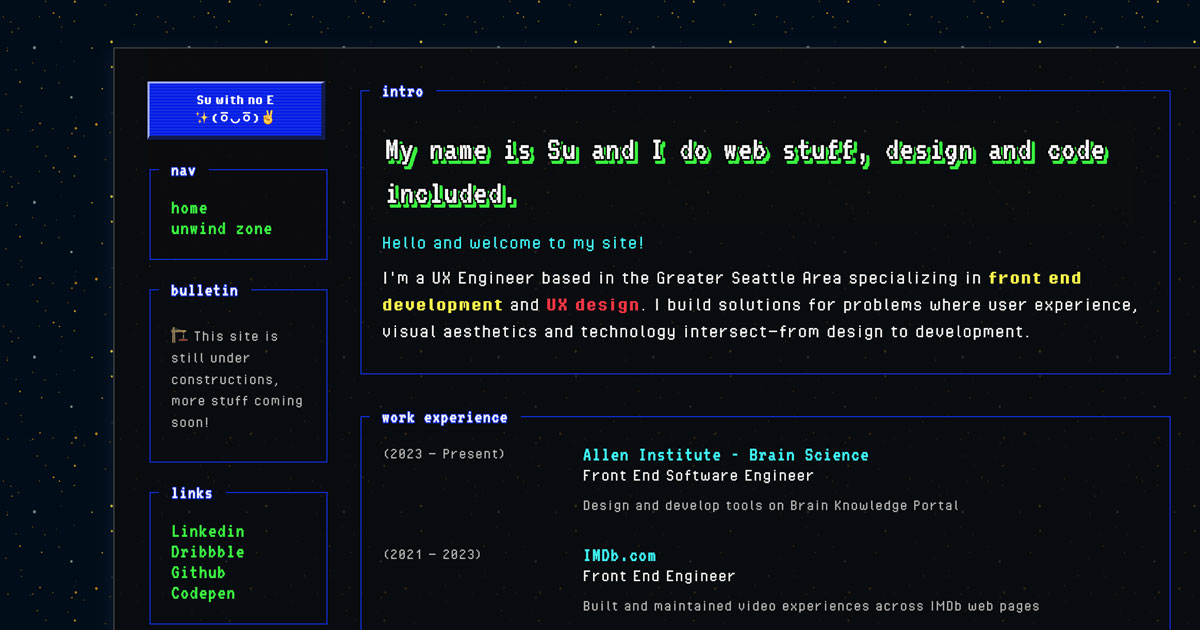 Su with no E
✨(ō◡ō)✌️
nav
home
unwind zone
bulletin
🏗️ This site is
still under
constructions,
more stuff coming
soon!
links
Linkedin
Dribbble
Github
Codepen
intro
My name is Su and I do web stuff, design and code
included.
Hello and welcome to my site!
I'm a UX Engineer based in the Greater Seattle Area specializing in front end
development and UX design. I build solutions for problems where user experience,
visual aesthetics and technology intersect—from design to development.
work experience
(2023 — Present)
Allen Institute - Brain Science
Front End Software Engineer
Design and develop tools on Brain Knowledge Portal
(2021 — 2023)
IMDb.com
Front End Engineer
Built and maintained video experiences across IMDb web pages